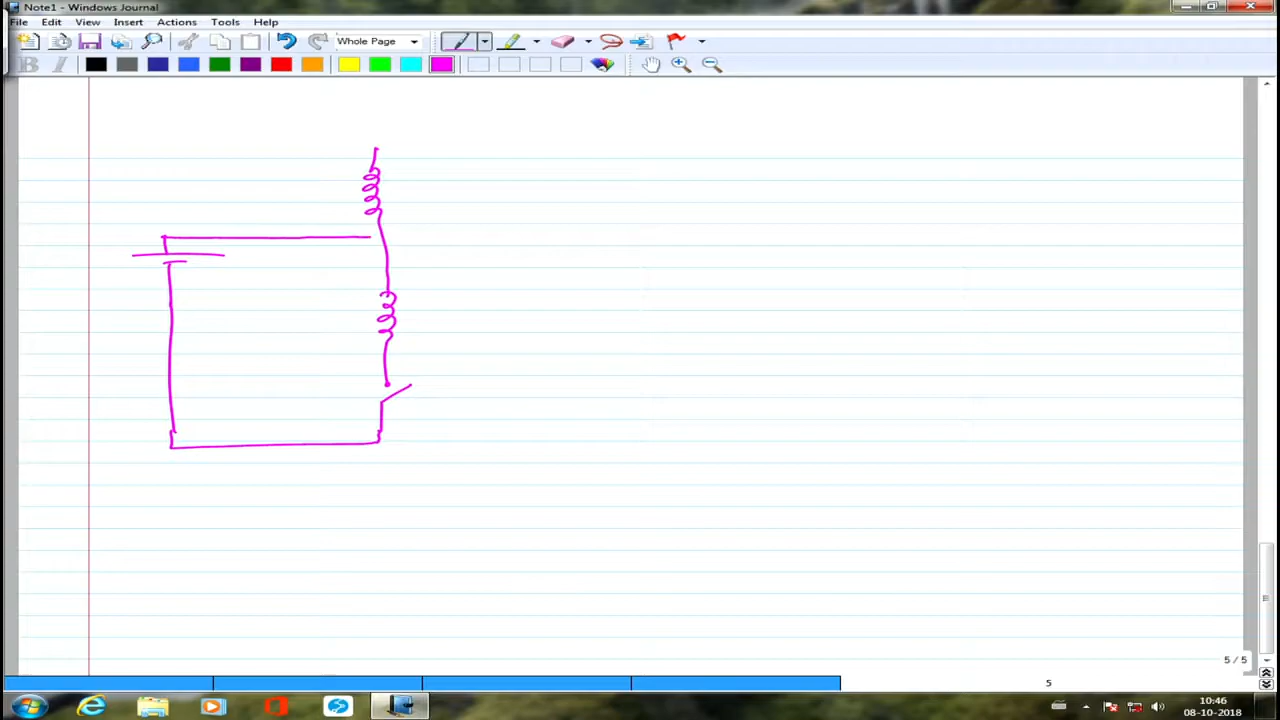 Note1 - Windows Journal
File Edit View Insert Actions Tools Help
Whole Page
B I
5 / 5
5
10:46
08-10-2018